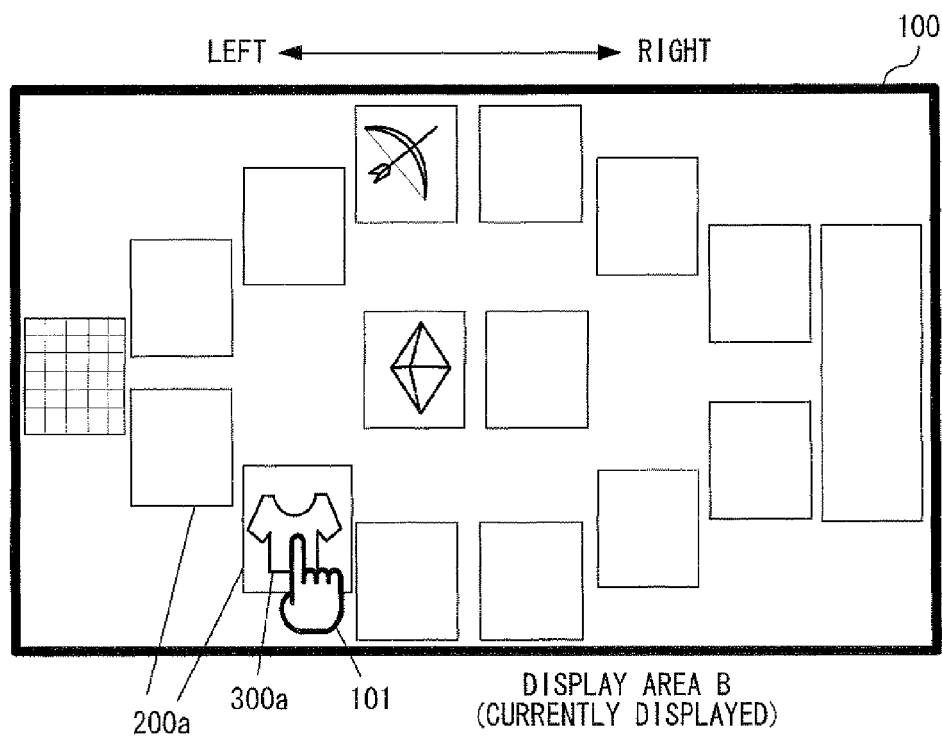 100
LEFT RIGHT
200a
300a
101
DISPLAY AREA B
(CURRENTLY DISPLAYED)